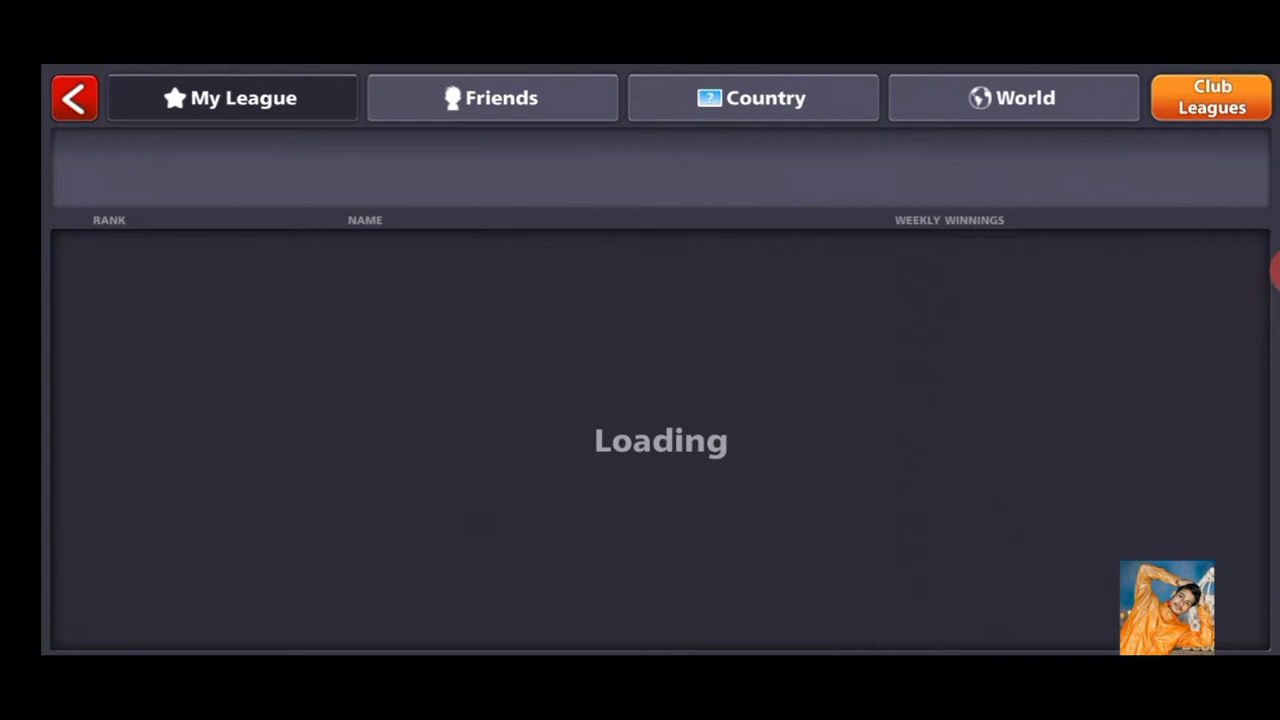 My League
Friends
? Country
World
Club
Leagues
RANK NAME WEEKLY WINNINGS
Loading